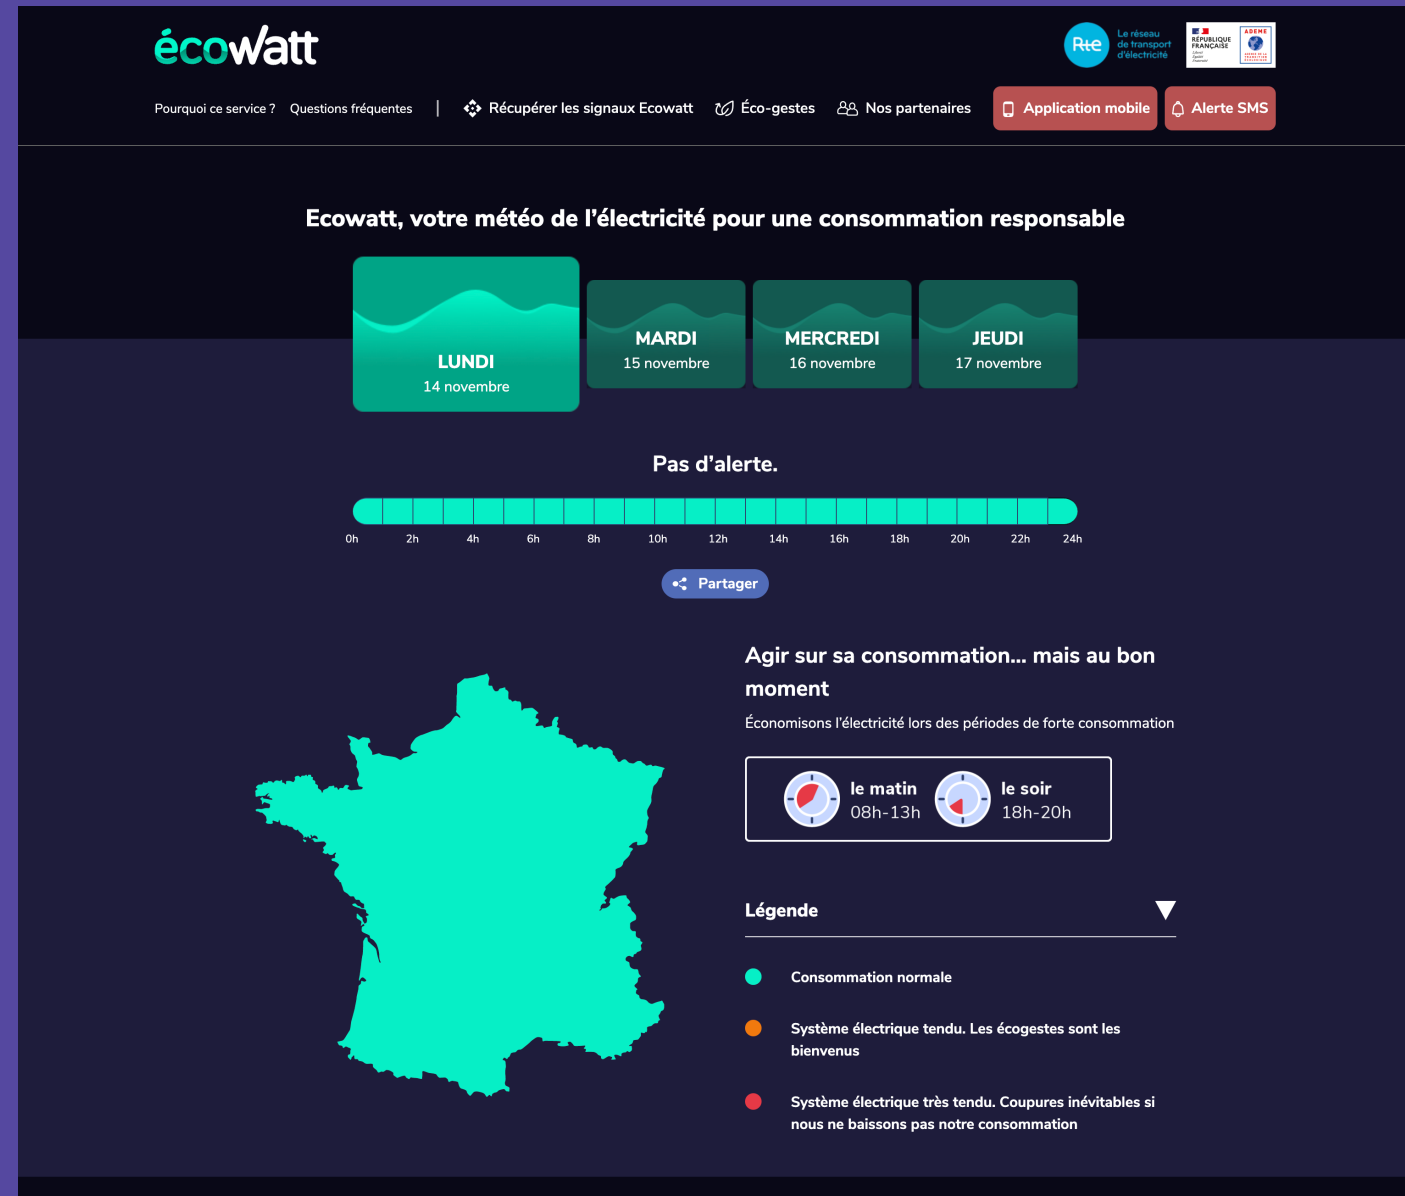 écowatt
Rte
Le réseau
de transport
d'électricité
RÉPUBLIQUE
FRANÇAISE
ADEME
Pourquoi ce service ? Questions fréquentes | Récupérer les signaux Ecowatt Éco-gestes Nos partenaires Application mobile Alerte SMS
Ecowatt, votre météo de l'électricité pour une consommation responsable
LUNDI
14 novembre
MARDI
15 novembre
MERCREDI
16 novembre
JEUDI
17 novembre
Pas d'alerte.
0h 2h 4h 6h 8h 10h 12h 14h 16h 18h 20h 22h 24h
Partager
Agir sur sa consommation... mais au bon
moment
Économisons l'électricité lors des périodes de forte consommation
le matin
08h-13h
le soir
18h-20h
Légende
Consommation normale
Système électrique tendu. Les écogestes sont les
bienvenus
Système électrique très tendu. Coupures inévitables si
nous ne baissons pas notre consommation